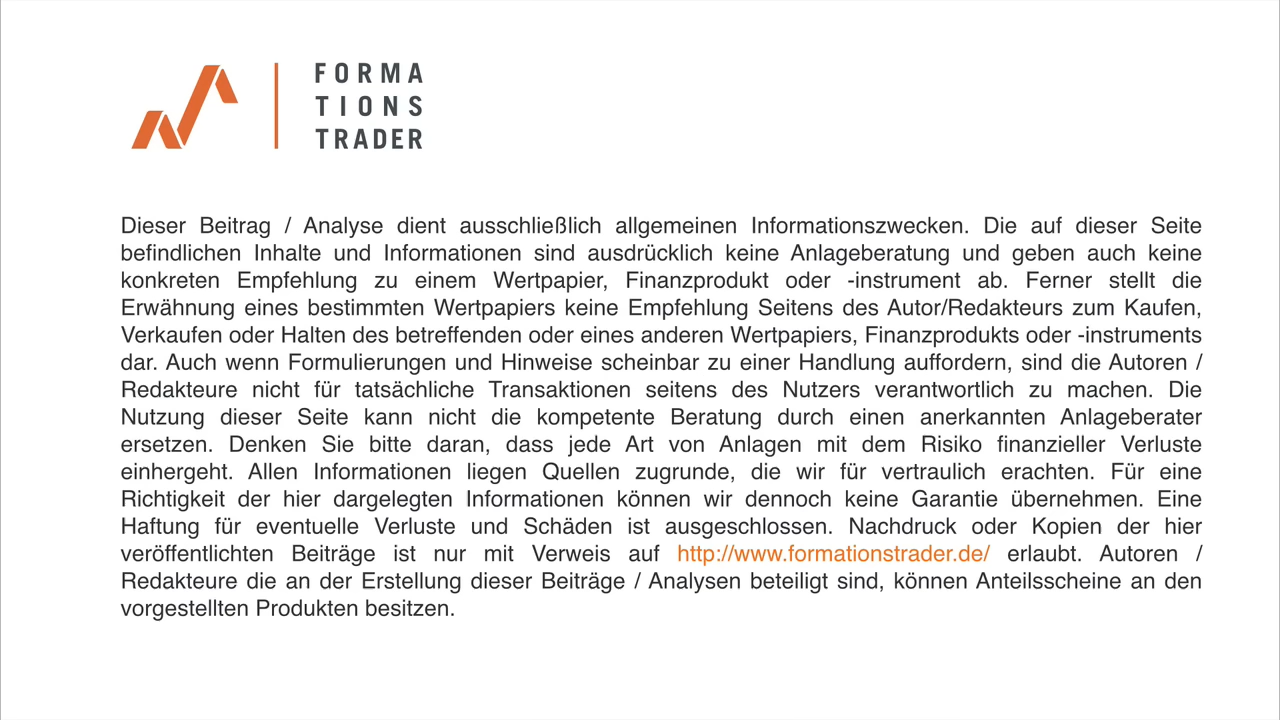 FORMA
TIONS
TRADER
Dieser Beitrag / Analyse dient ausschließlich allgemeinen Informationszwecken. Die auf dieser Seite
befindlichen Inhalte und Informationen sind ausdrücklich keine Anlageberatung und geben auch keine
konkreten Empfehlung zu einem Wertpapier, Finanzprodukt oder -instrument ab. Ferner stellt die
Erwähnung eines bestimmten Wertpapiers keine Empfehlung Seitens des Autor/Redakteurs zum Kaufen,
Verkaufen oder Halten des betreffenden oder eines anderen Wertpapiers, Finanzprodukts oder -instruments
dar. Auch wenn Formulierungen und Hinweise scheinbar zu einer Handlung auffordern, sind die Autoren /
Redakteure nicht für tatsächliche Transaktionen seitens des Nutzers verantwortlich zu machen. Die
Nutzung dieser Seite kann nicht die kompetente Beratung durch einen anerkannten Anlageberater
ersetzen. Denken Sie bitte daran, dass jede Art von Anlagen mit dem Risiko finanzieller Verluste
einhergeht. Allen Informationen liegen Quellen zugrunde, die wir für vertraulich erachten. Für eine
Richtigkeit der hier dargelegten Informationen können wir dennoch keine Garantie übernehmen. Eine
Haftung für eventuelle Verluste und Schäden ist ausgeschlossen. Nachdruck oder Kopien der hier
veröffentlichten Beiträge ist nur mit Verweis auf http://www.formationstrader.de/ erlaubt. Autoren /
Redakteure die an der Erstellung dieser Beiträge / Analysen beteiligt sind, können Anteilsscheine an den
vorgestellten Produkten besitzen.